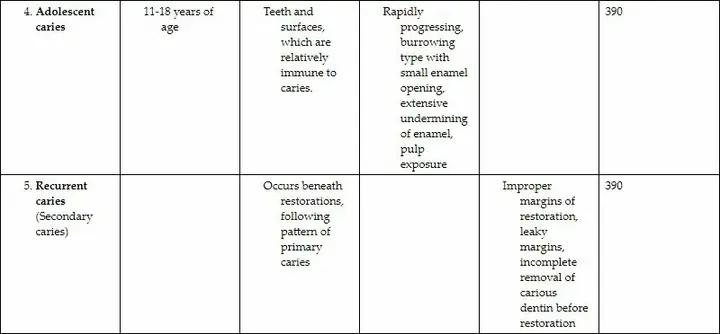 4. Adolescent
caries
11-18 years of
age
Teeth and
surfaces,
which are
relatively
immune to
caries.
Rapidly
progressing,
burrowing
type with
small enamel
opening,
extensive
undermining
of enamel,
pulp
exposure
390
5. Recurrent
caries
(Secondary
caries)
Occurs beneath
restorations,
following
pattern of
primary
caries
Improper
margins of
restoration,
leaky
margins,
incomplete
removal of
carious
dentin before
restoration
390